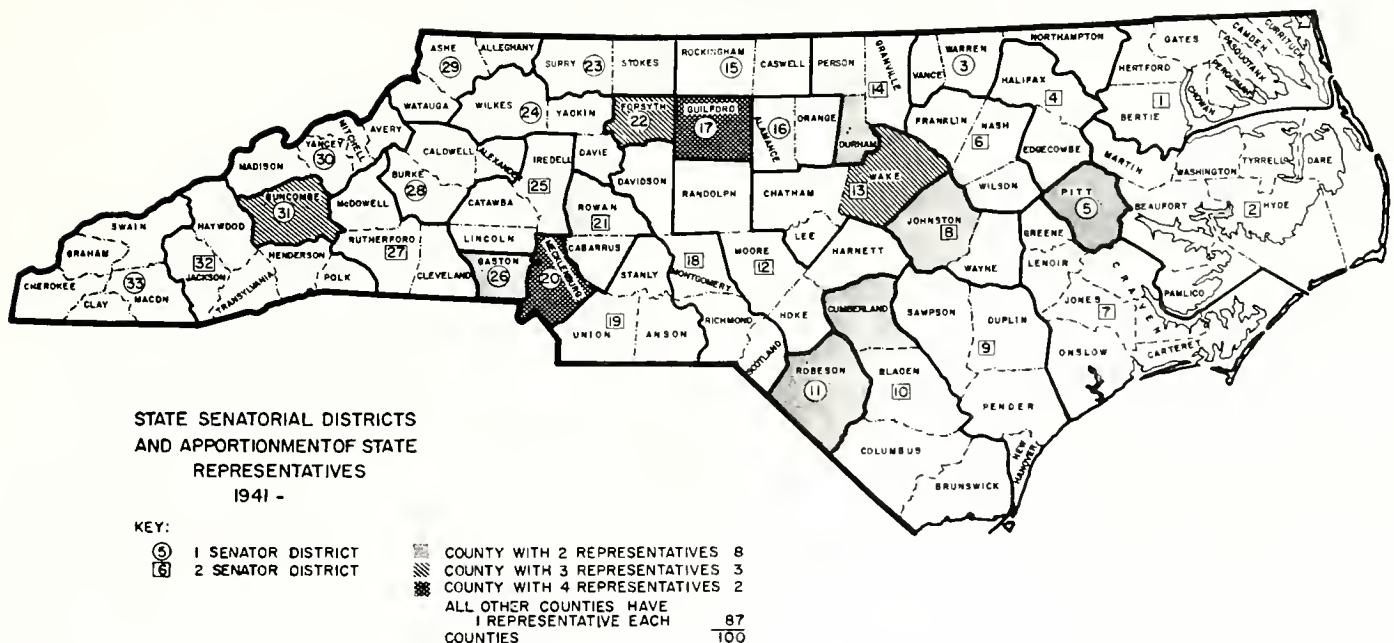 ASHE
ALLEGHANY
29
SURRY
23
STOKES
ROCKINGHAM
15
CASWELL
PERSON
GRANVILLE
14
VANCE
WARREN
3
NORTHAMPTON
HALIFAX
4
GATES
HERTFORD
CAMDEN
CURRITUCK
PASQUOTANK
PERQUIMANS
CHOWAN
1
BERTIE
WATAUGA
WILKES
24
YADKIN
FORSYTH
22
GUILFORD
17
ALAMANCE
16
ORANGE
DURHAM
FRANKLIN
NASH
6
EDGECOMBE
MARTIN
WASHINGTON
TYRRELL
DARE
MITCHELL
AVERY
YANCEY
30
MADISON
CALDWELL
ALEXANDER
IREDELL
25
DAVIE
DAVIDSON
RANDOLPH
CHATHAM
13
WAKE
WILSON
PITT
5
BEAUFORT
2
HYDE
BURKE
28
CATAWBA
ROWAN
21
LEE
JOHNSTON
8
GREENE
BUNCOMBE
31
McDOWELL
SWAIN
HAYWOOD
GRAHAM
RUTHERFORD
27
LINCOLN
CABARRUS
STANLY
18
MONTGOMERY
MOORE
12
HARNETT
WAYNE
LENOIR
CRAVEN
PAMLICO
CHEROKEE
CLAY
33
MACON
32
JACKSON
TRANSYLVANIA
HENDERSON
POLK
CLEVELAND
GASTON
26
MECKLENBURG
20
19
UNION
ANSON
RICHMOND
SCOTLAND
HOKE
CUMBERLAND
SAMPSON
DUPLIN
9
JONES
7
ONSLOW
CARTERET
ROBESON
11
BLADEN
10
PENDER
COLUMBUS
NEW
HANOVER
BRUNSWICK
STATE SENATORIAL DISTRICTS
AND APPORTIONMENT OF STATE
REPRESENTATIVES
1941 -
KEY:
5 1 SENATOR DISTRICT
6 2 SENATOR DISTRICT
COUNTY WITH 2 REPRESENTATIVES 8
COUNTY WITH 3 REPRESENTATIVES 3
COUNTY WITH 4 REPRESENTATIVES 2
ALL OTHER COUNTIES HAVE
1 REPRESENTATIVE EACH 87
COUNTIES 100